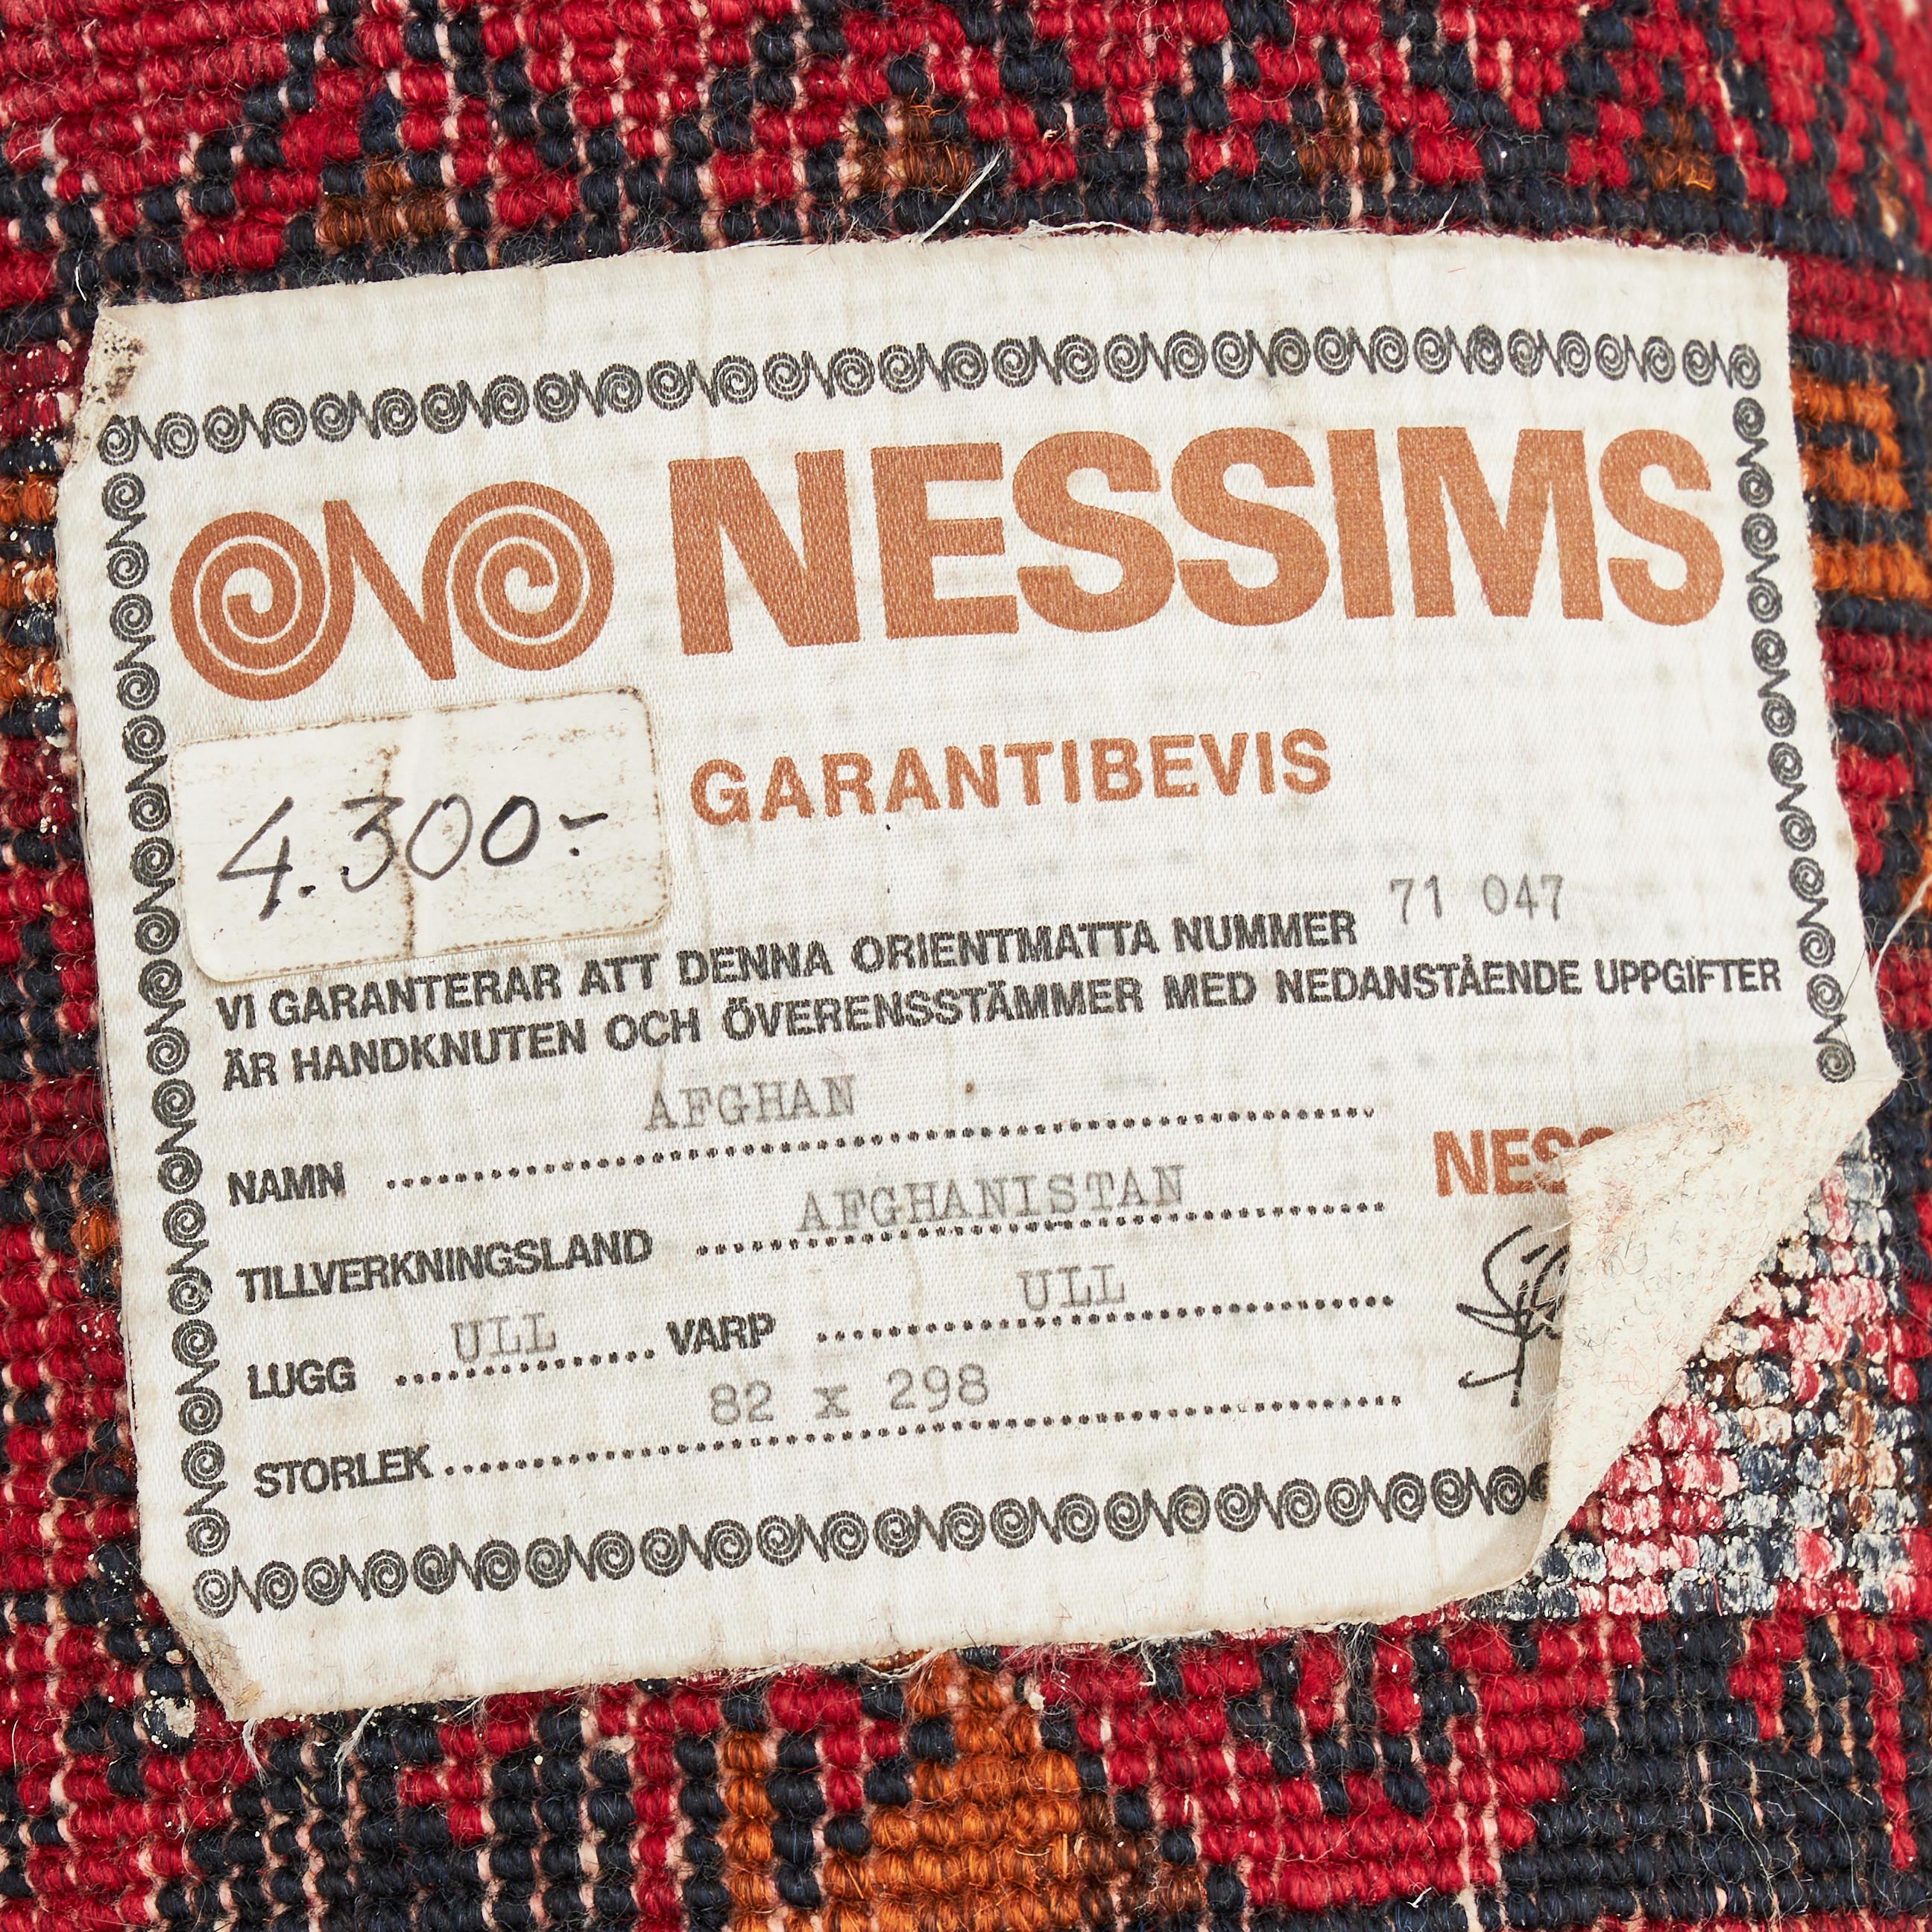 NESSIMS
4.300:-
GARANTIBEVIS
VI GARANTERAR ATT DENNA ORIENTMATTA NUMMER 71 047
ÄR HANDKNUTEN OCH ÖVERENSSTÄMMER MED NEDANSTÅENDE UPPGIFTER
NAMN AFGHAN
TILLVERKNINGSLAND AFGHANISTAN
LUGG ULL VARP ULL
STORLEK 82 x 298